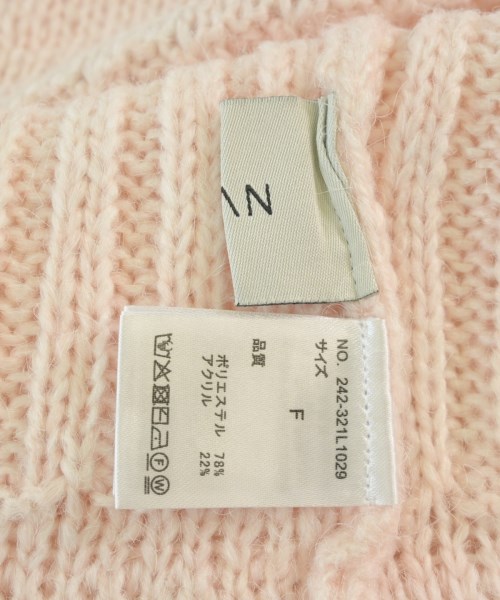 NO. 242-321L1029
サイズ
F
品質
ポリエステル 78%
アクリル 22%
F W